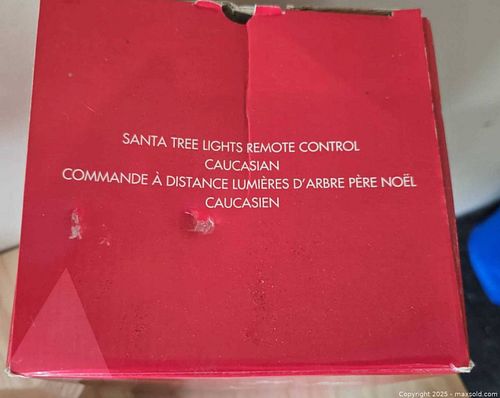 SANTA TREE LIGHTS REMOTE CONTROL
CAUCASIAN
COMMANDE À DISTANCE LUMIÈRES D'ARBRE PÈRE NOËL
CAUCASIEN
Copyright 2025 - maxsold.com